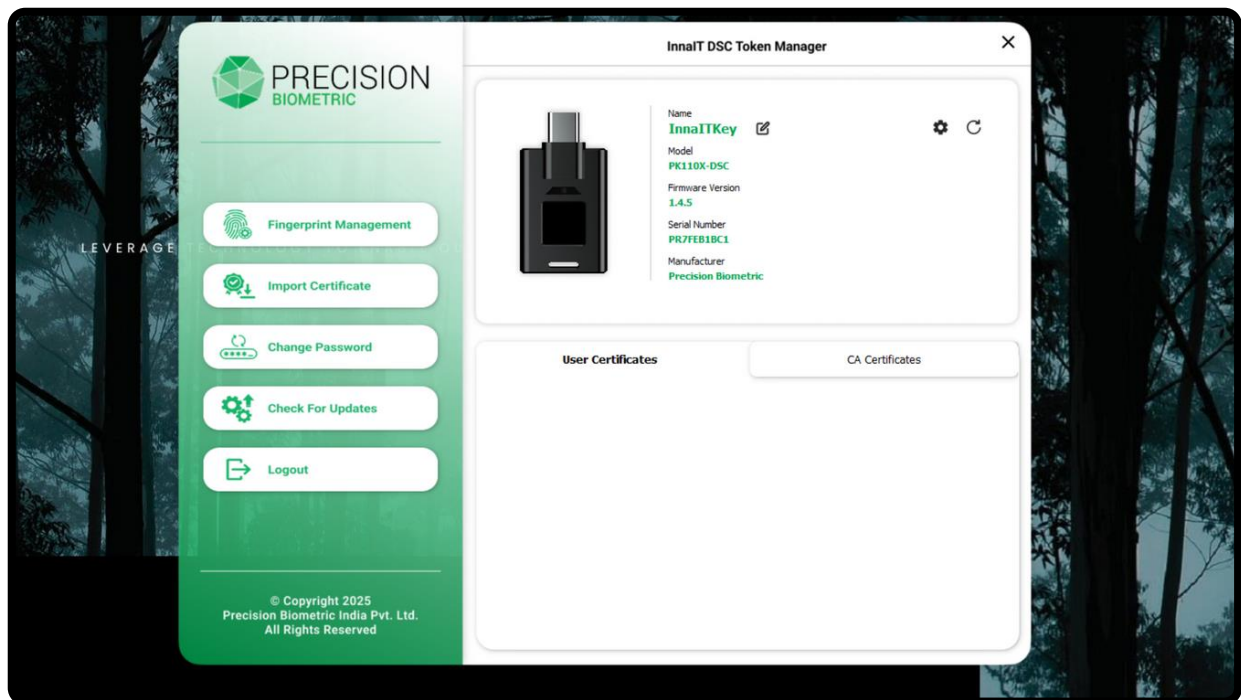 InnaIT DSC Token Manager
PRECISION
BIOMETRIC
Fingerprint Management
Import Certificate
Change Password
Check For Updates
Logout
© Copyright 2025
Precision Biometric India Pvt. Ltd.
All Rights Reserved
Name
InnaITKey
Model
PK110X-DSC
Firmware Version
1.4.5
Serial Number
PR7FEB1BC1
Manufacturer
Precision Biometric
User Certificates
CA Certificates
LEVERAGE